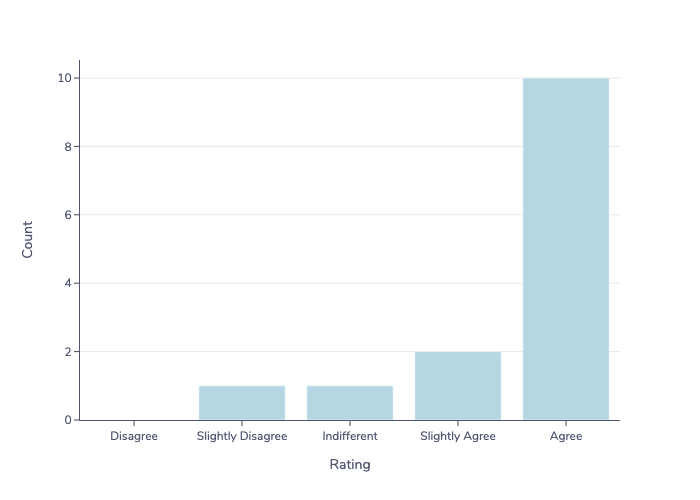 10
8
6
4
2
0
Count
Disagree
Slightly Disagree
Indifferent
Slightly Agree
Agree
Rating